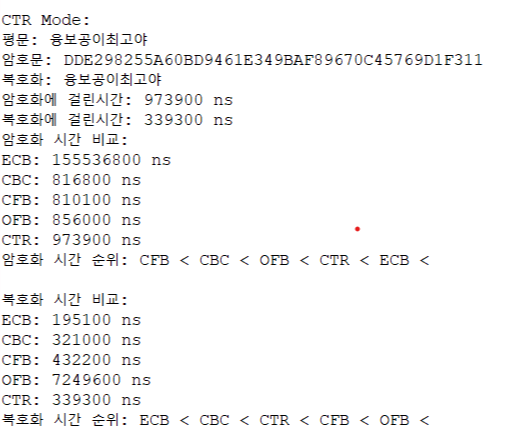 CTR Mode:
평문: 융보공이최고야
암호문: DDE298255A60BD9461E349BAF89670C45769D1F311
복호화: 융보공이최고야
암호화에 걸린시간: 973900 ns
복호화에 걸린시간: 339300 ns
암호화 시간 비교:
ECB: 155536800 ns
CBC: 816800 ns
CFB: 810100 ns
OFB: 856000 ns
CTR: 973900 ns
암호화 시간 순위: CFB < CBC < OFB < CTR < ECB <
복호화 시간 비교:
ECB: 195100 ns
CBC: 321000 ns
CFB: 432200 ns
OFB: 7249600 ns
CTR: 339300 ns
복호화 시간 순위: ECB < CBC < CTR < CFB < OFB <